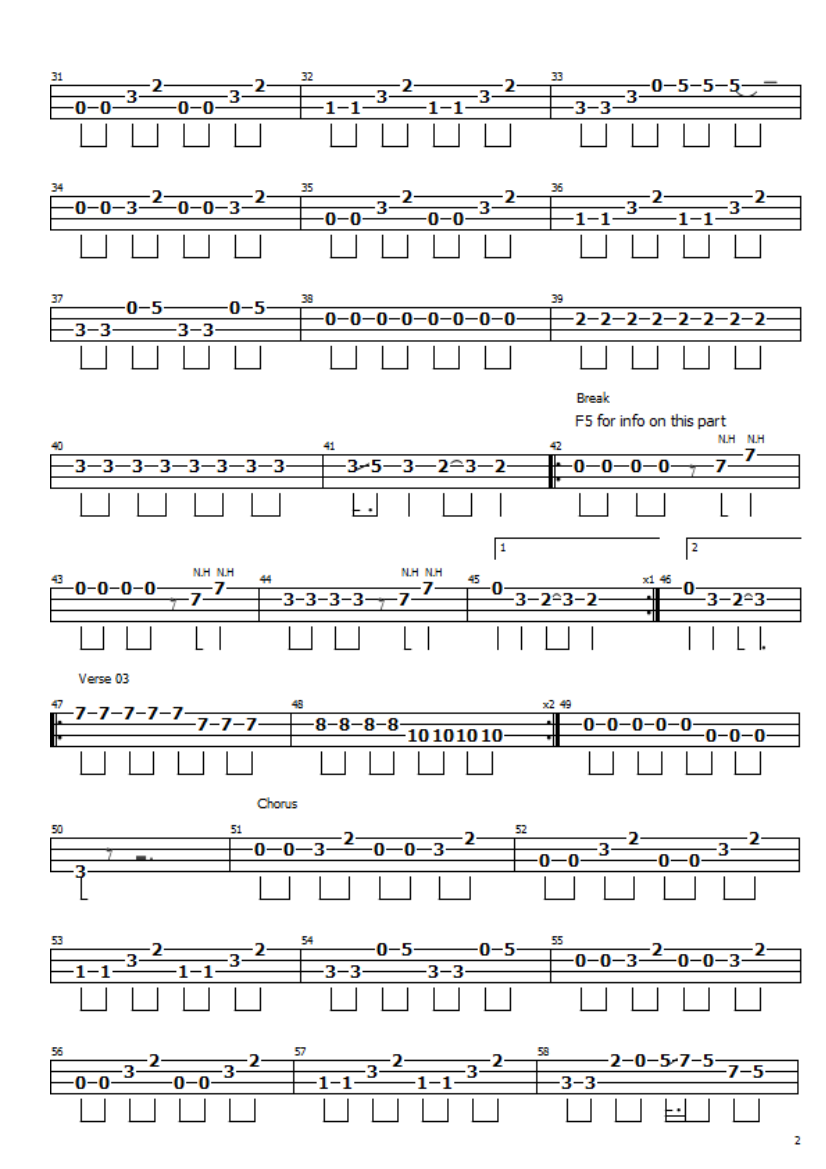 31 32 33
2 2 2 2 0-5-5-5
3 3 3 3 3
0-0 0-0 1-1 1-1 3-3
34 35 36
2 2 2 2 2 2
0-0-3 0-0-3 3 3 3 3
0-0 0-0 1-1 1-1
37 38 39
0-5 0-5
0-0-0-0-0-0-0-0 2-2-2-2-2-2-2-2
3-3 3-3
Break
F5 for info on this part
40 41 42 N.H N.H
7
3-3-3-3-3-3-3-3 3-5-3-2-3-2 0-0-0-0 7
1 2
43 N.H N.H 44 N.H N.H 45 x1 46
0-0-0-0 7 7 0 0
7 3-3-3-3 7 3-2-3-2 3-2-3
Verse 03
47 48 x2 49
7-7-7-7-7
7-7-7 8-8-8-8 0-0-0-0-0
10 10 10 10 0-0-0
Chorus
50 51 52
2 2 2 2
0-0-3 0-0-3 3 3
0-0 0-0
3
53 54 55
2 2 0-5 0-5 2 2
3 3 0-0-3 0-0-3
1-1 1-1 3-3 3-3
56 57 58
2 2 2 2 2-0-5-7-5
3 3 3 3 7-5
0-0 0-0 1-1 1-1 3-3
2